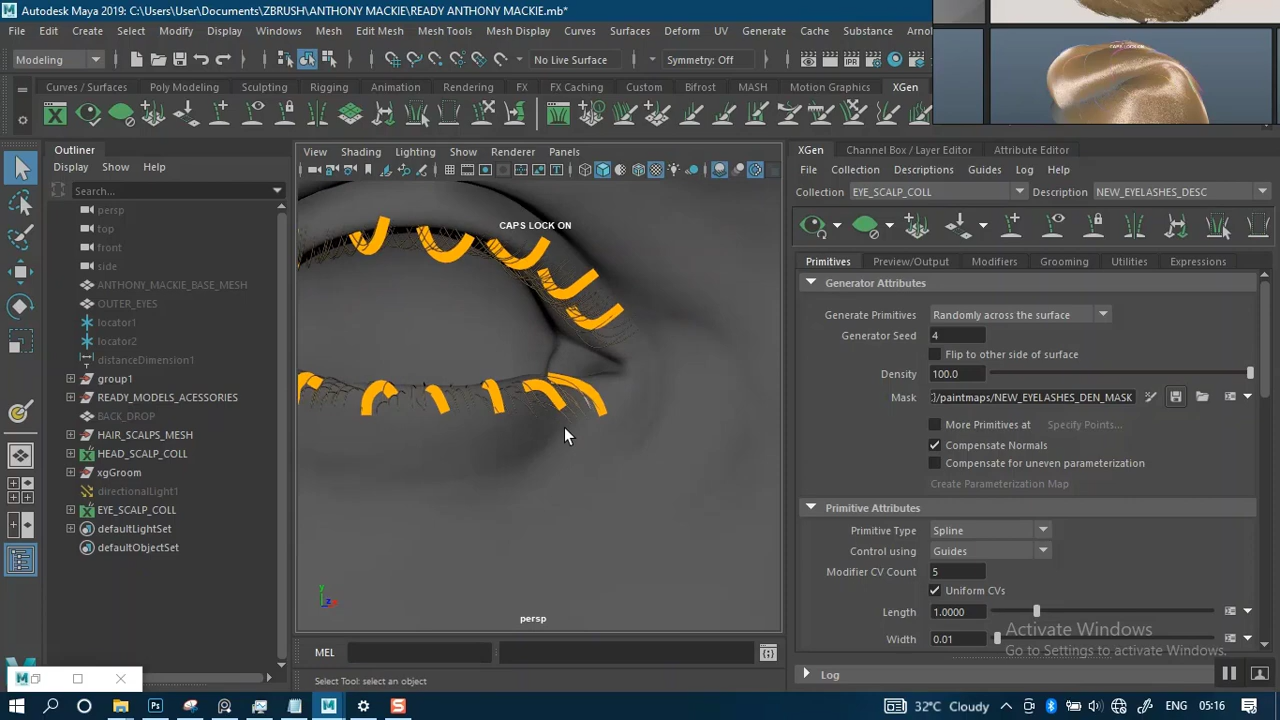 Autodesk Maya 2019: C:\Users\User\Documents\ZBRUSH\ANTHONY MACKIE\READY ANTHONY MACKIE.mb*
File Edit Create Select Modify Display Windows Mesh Edit Mesh Mesh Tools Mesh Display Curves Surfaces Deform UV Generate Cache Substance Arnol
Modeling No Live Surface Symmetry: Off
Curves / Surfaces Poly Modeling Sculpting Rigging Animation Rendering FX FX Caching Custom Bifrost MASH Motion Graphics XGen
CAPS LOCK ON
Outliner
Display Show Help
Search...
persp
top
front
side
ANTHONY_MACKIE_BASE_MESH
OUTER_EYES
locator1
locator2
distanceDimension1
group1
READY_MODELS_ACESSORIES
BACK_DROP
HAIR_SCALPS_MESH
HEAD_SCALP_COLL
xgGroom
directionalLight1
EYE_SCALP_COLL
defaultLightSet
defaultObjectSet
View Shading Lighting Show Renderer Panels
CAPS LOCK ON
y
z
persp
MEL
Select Tool: select an object
XGen Channel Box / Layer Editor Attribute Editor
File Collection Descriptions Guides Log Help
Collection EYE_SCALP_COLL Description NEW_EYELASHES_DESC
Primitives Preview/Output Modifiers Grooming Utilities Expressions
Generator Attributes
Generate Primitives Randomly across the surface
Generator Seed 4
Flip to other side of surface
Density 100.0
Mask }/paintmaps/NEW_EYELASHES_DEN_MASK
More Primitives at Specify Points...
Compensate Normals
Compensate for uneven parameterization
Create Parameterization Map
Primitive Attributes
Primitive Type Spline
Control using Guides
Modifier CV Count 5
Uniform CVs
Length 1.0000
Width 0.01
Activate Windows
Go to Settings to activate Windows.
Log
32°C Cloudy ENG 05:16